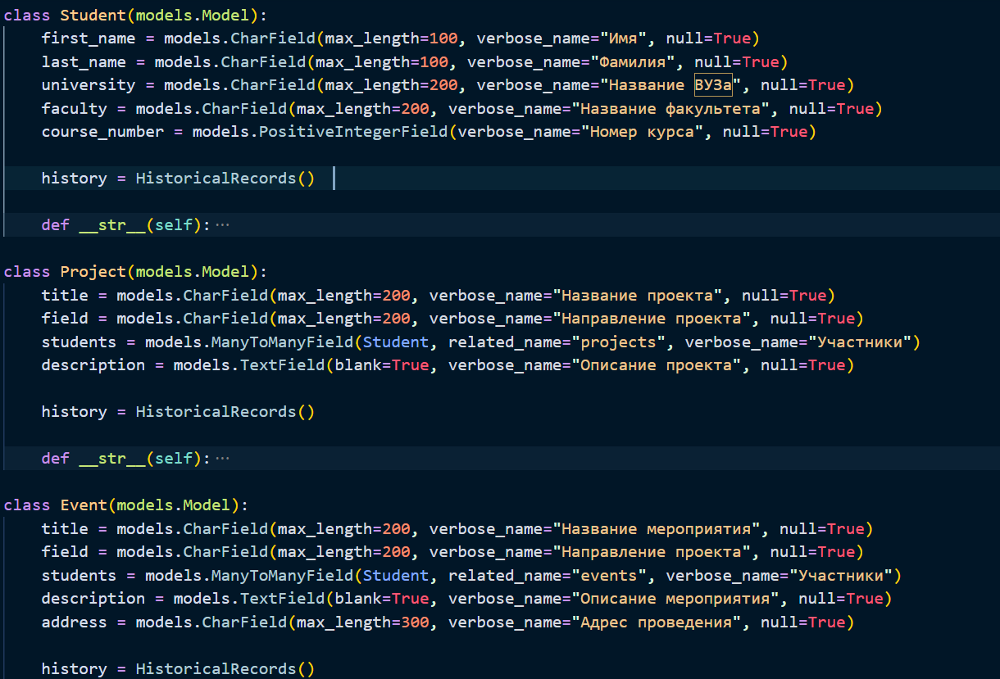 class Student(models.Model):
    first_name = models.CharField(max_length=100, verbose_name="Имя", null=True)
    last_name = models.CharField(max_length=100, verbose_name="Фамилия", null=True)
    university = models.CharField(max_length=200, verbose_name="Название ВУЗа", null=True)
    faculty = models.CharField(max_length=200, verbose_name="Название факультета", null=True)
    course_number = models.PositiveIntegerField(verbose_name="Номер курса", null=True)
    history = HistoricalRecords()
    def __str__(self): ···
class Project(models.Model):
    title = models.CharField(max_length=200, verbose_name="Название проекта", null=True)
    field = models.CharField(max_length=200, verbose_name="Направление проекта", null=True)
    students = models.ManyToManyField(Student, related_name="projects", verbose_name="Участники")
    description = models.TextField(blank=True, verbose_name="Описание проекта", null=True)
    history = HistoricalRecords()
    def __str__(self): ···
class Event(models.Model):
    title = models.CharField(max_length=200, verbose_name="Название мероприятия", null=True)
    field = models.CharField(max_length=200, verbose_name="Направление проекта", null=True)
    students = models.ManyToManyField(Student, related_name="events", verbose_name="Участники")
    description = models.TextField(blank=True, verbose_name="Описание мероприятия", null=True)
    address = models.CharField(max_length=300, verbose_name="Адрес проведения", null=True)
    history = HistoricalRecords()